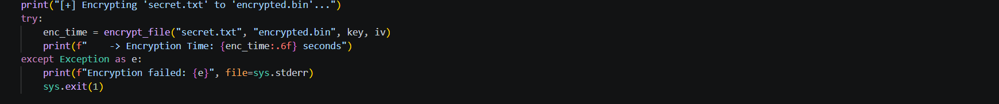 print("[+] Encrypting 'secret.txt' to 'encrypted.bin'...")
try:
    enc_time = encrypt_file("secret.txt", "encrypted.bin", key, iv)
    print(f"    -> Encryption Time: {enc_time:.6f} seconds")
except Exception as e:
    print(f"Encryption failed: {e}", file=sys.stderr)
    sys.exit(1)